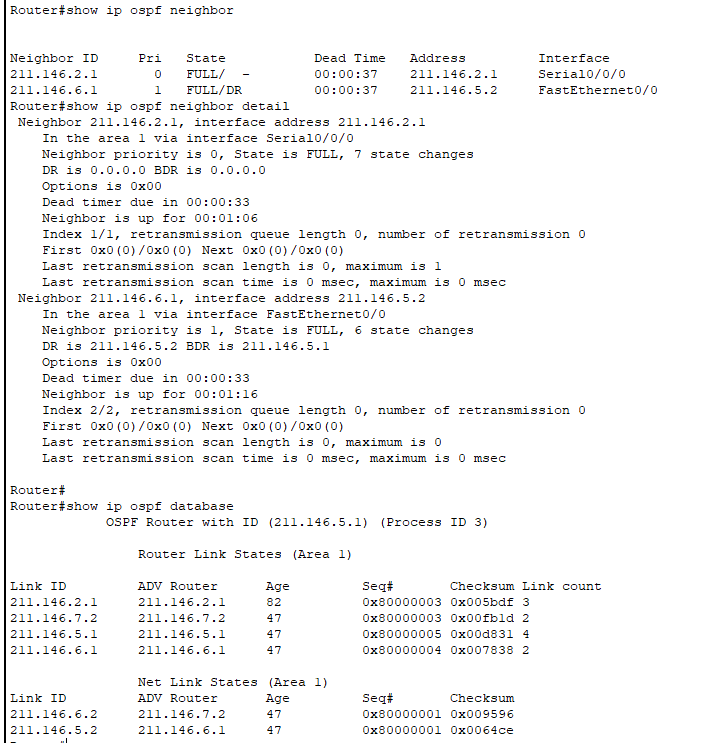 Router#show ip ospf neighbor
Neighbor ID     Pri   State           Dead Time   Address         Interface
211.146.2.1       0   FULL/  -        00:00:37    211.146.2.1     Serial0/0/0
211.146.6.1       1   FULL/DR         00:00:37    211.146.5.2     FastEthernet0/0
Router#show ip ospf neighbor detail
 Neighbor 211.146.2.1, interface address 211.146.2.1
    In the area 1 via interface Serial0/0/0
    Neighbor priority is 0, State is FULL, 7 state changes
    DR is 0.0.0.0 BDR is 0.0.0.0
    Options is 0x00
    Dead timer due in 00:00:33
    Neighbor is up for 00:01:06
    Index 1/1, retransmission queue length 0, number of retransmission 0
    First 0x0(0)/0x0(0) Next 0x0(0)/0x0(0)
    Last retransmission scan length is 0, maximum is 1
    Last retransmission scan time is 0 msec, maximum is 0 msec
 Neighbor 211.146.6.1, interface address 211.146.5.2
    In the area 1 via interface FastEthernet0/0
    Neighbor priority is 1, State is FULL, 6 state changes
    DR is 211.146.5.2 BDR is 211.146.5.1
    Options is 0x00
    Dead timer due in 00:00:33
    Neighbor is up for 00:01:16
    Index 2/2, retransmission queue length 0, number of retransmission 0
    First 0x0(0)/0x0(0) Next 0x0(0)/0x0(0)
    Last retransmission scan length is 0, maximum is 0
    Last retransmission scan time is 0 msec, maximum is 0 msec
Router#
Router#show ip ospf database
            OSPF Router with ID (211.146.5.1) (Process ID 3)
                Router Link States (Area 1)
Link ID         ADV Router      Age         Seq#       Checksum Link count
211.146.2.1     211.146.2.1     82          0x80000003 0x005bdf 3
211.146.7.2     211.146.7.2     47          0x80000003 0x00fb1d 2
211.146.5.1     211.146.5.1     47          0x80000005 0x00d831 4
211.146.6.1     211.146.6.1     47          0x80000004 0x007838 2
                Net Link States (Area 1)
Link ID         ADV Router      Age         Seq#       Checksum
211.146.6.2     211.146.7.2     47          0x80000001 0x009596
211.146.5.2     211.146.6.1     47          0x80000001 0x0064ce